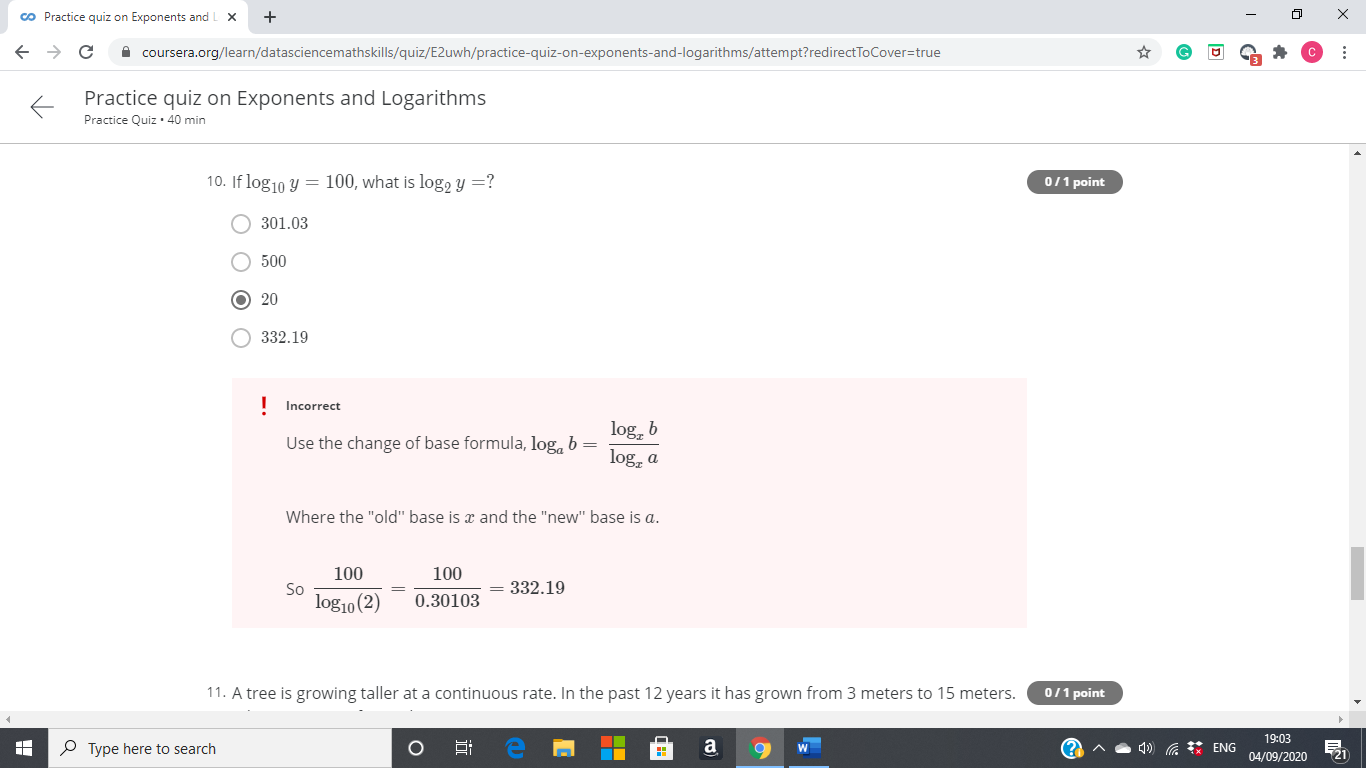 Practice quiz on Exponents and L
coursera.org/learn/datasciencemathskills/quiz/E2uwh/practice-quiz-on-exponents-and-logarithms/attempt?redirectToCover=true
3
C
Practice quiz on Exponents and Logarithms
Practice Quiz • 40 min
10. If log₁₀ y = 100, what is log₂ y =?
0 / 1 point
301.03
500
20
332.19
! Incorrect
Use the change of base formula, logₐ b = logₓ b / logₓ a
Where the "old" base is x and the "new" base is a.
So 100 / log₁₀(2) = 100 / 0.30103 = 332.19
11. A tree is growing taller at a continuous rate. In the past 12 years it has grown from 3 meters to 15 meters.
0 / 1 point
Type here to search
ENG
19:03
04/09/2020
21